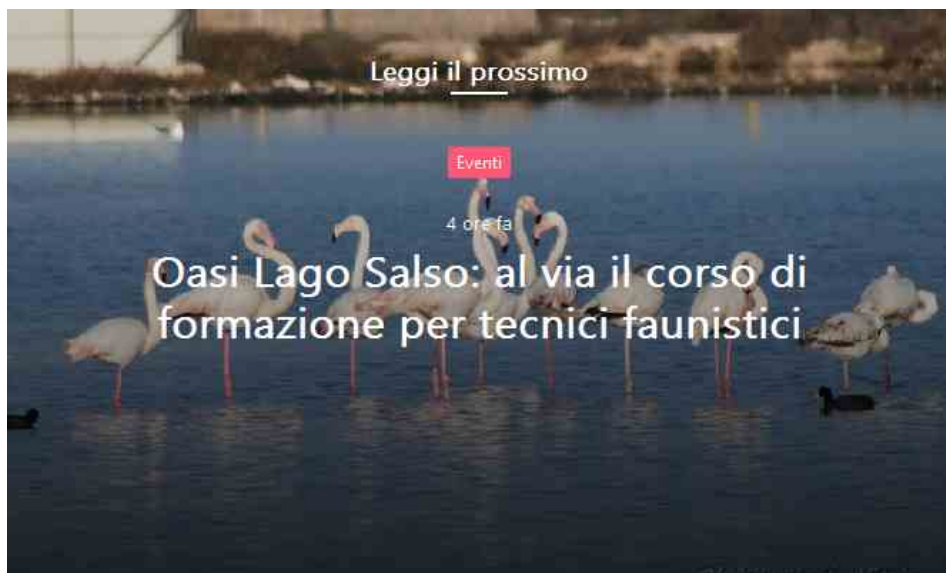 Leggi il prossimo
Eventi
4 ore fa
Oasi Lago Salso: al via il corso di
formazione per tecnici faunistici